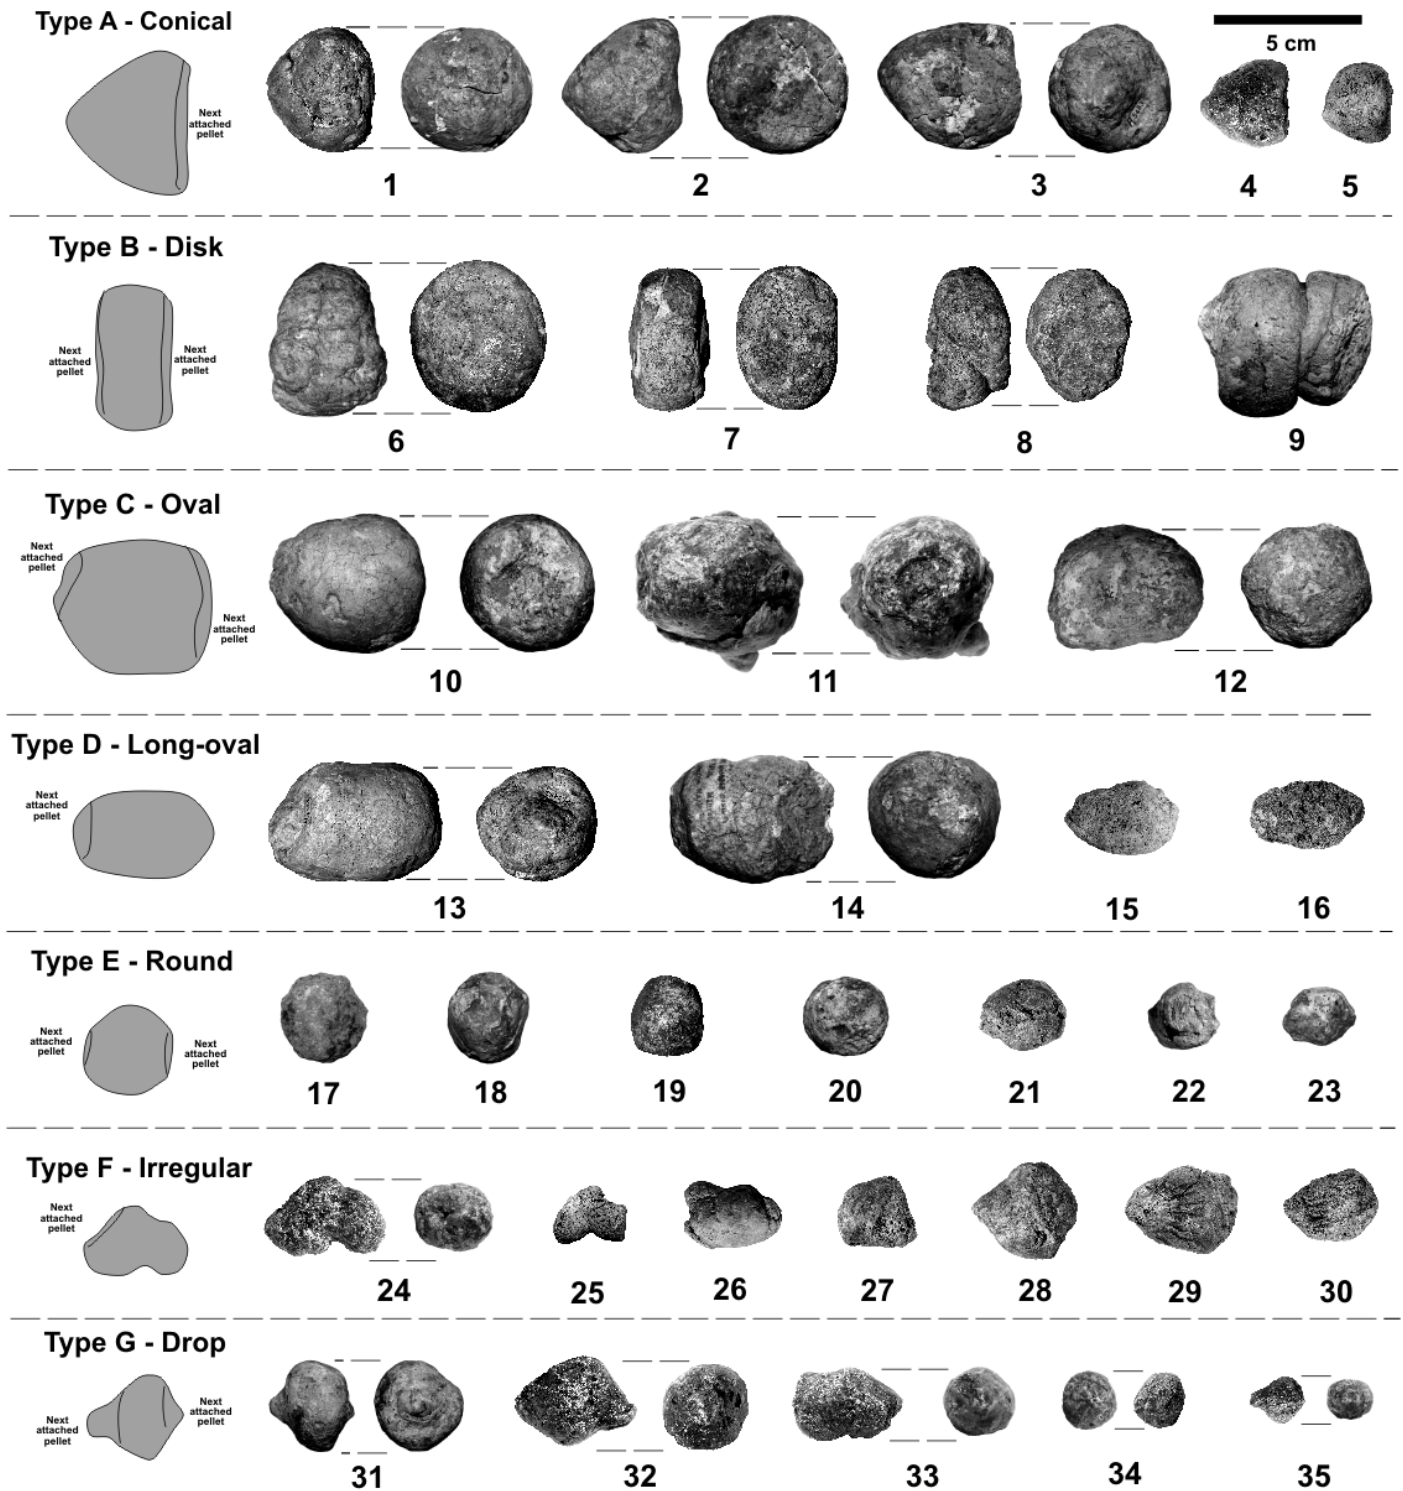 Type A - Conical
Next
attached
pellet
5 cm
1
2
3
4
5
Type B - Disk
Next
attached
pellet
Next
attached
pellet
6
7
8
9
Type C - Oval
Next
attached
pellet
Next
attached
pellet
10
11
12
Type D - Long-oval
Next
attached
pellet
13
14
15
16
Type E - Round
Next
attached
pellet
Next
attached
pellet
17
18
19
20
21
22
23
Type F - Irregular
Next
attached
pellet
24
25
26
27
28
29
30
Type G - Drop
Next
attached
pellet
Next
attached
pellet
31
32
33
34
35